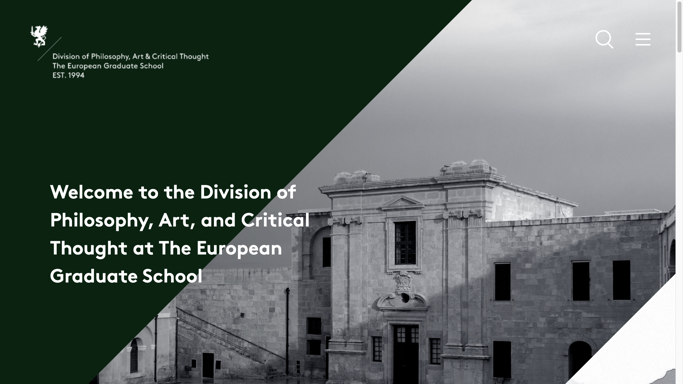 Division of Philosophy, Art & Critical Thought
The European Graduate School
EST. 1994
Welcome to the Division of
Philosophy, Art, and Critical
Thought at The European
Graduate School